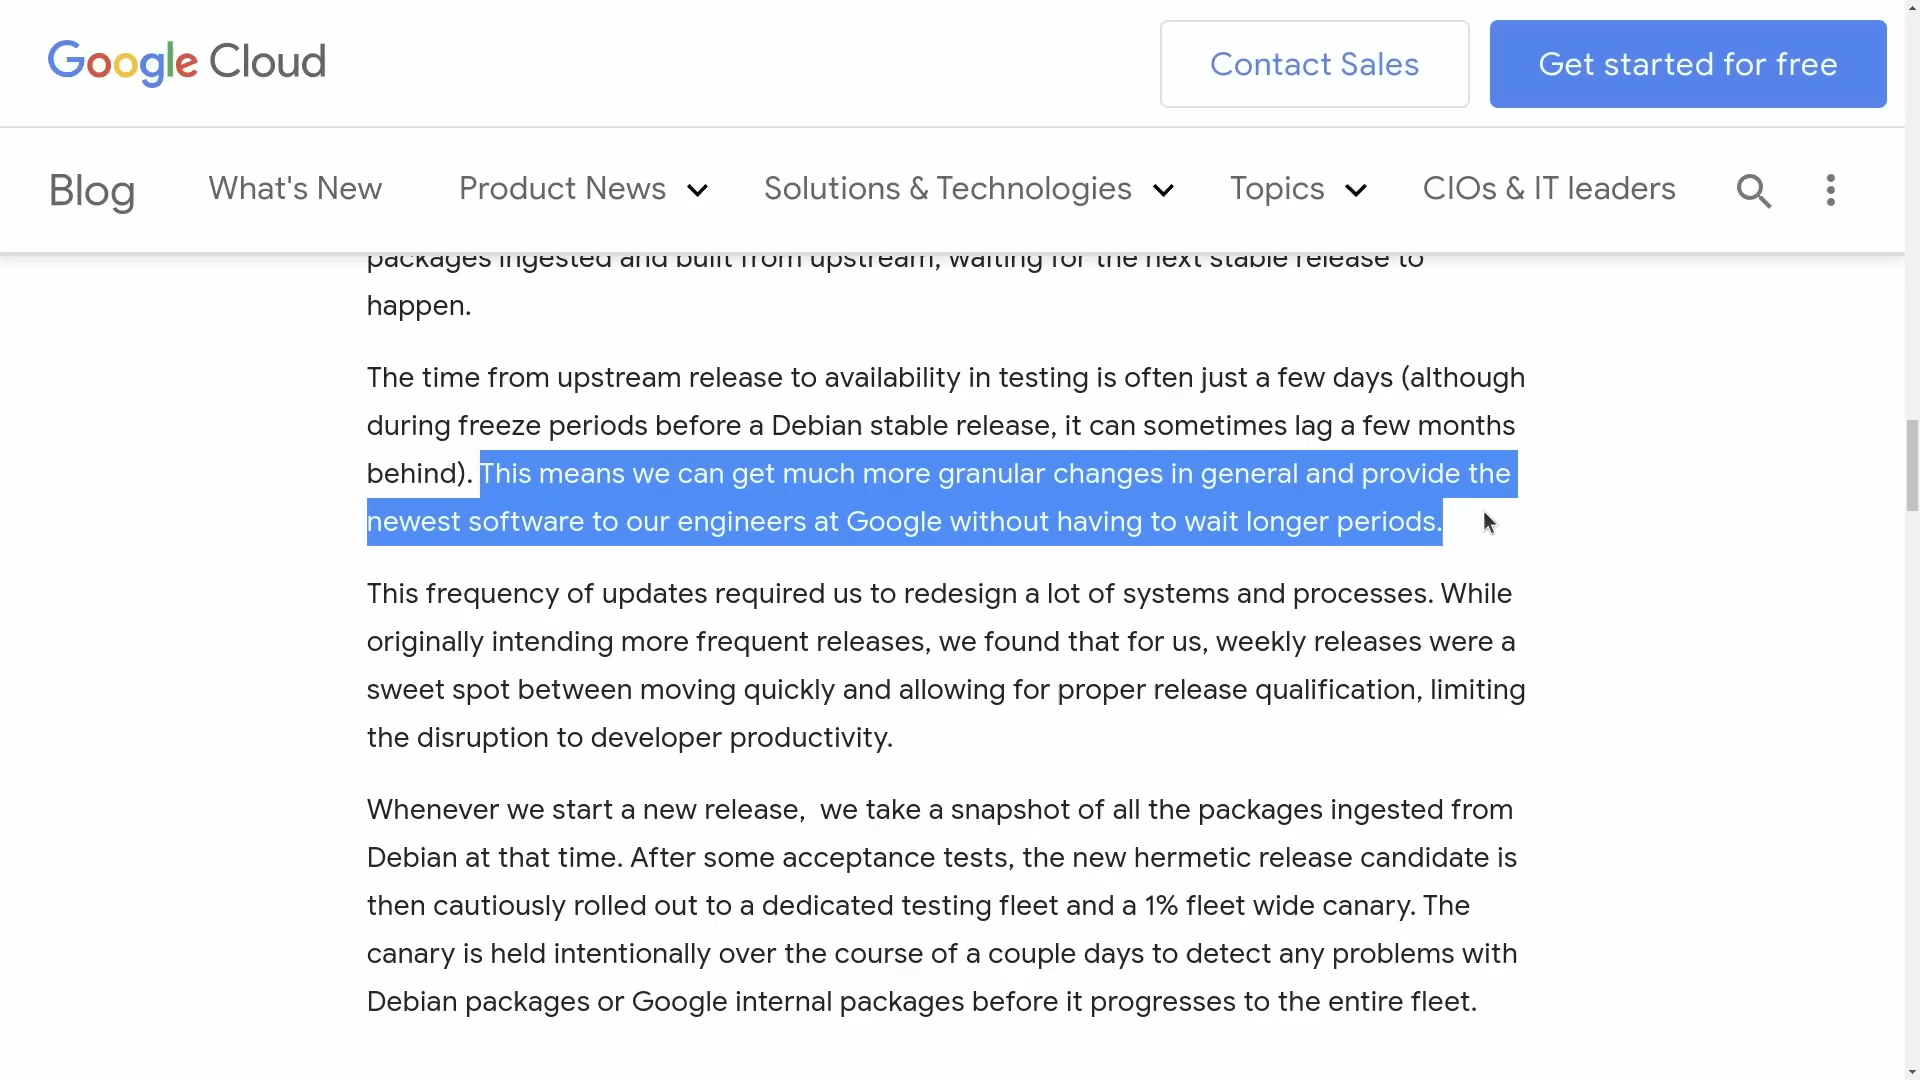 Google Cloud
Contact Sales
Get started for free
Blog
What's New
Product News
Solutions & Technologies
Topics
CIOs & IT leaders
packages ingested and built from upstream, waiting for the next stable release to
happen.
The time from upstream release to availability in testing is often just a few days (although
during freeze periods before a Debian stable release, it can sometimes lag a few months
behind). This means we can get much more granular changes in general and provide the
newest software to our engineers at Google without having to wait longer periods.
This frequency of updates required us to redesign a lot of systems and processes. While
originally intending more frequent releases, we found that for us, weekly releases were a
sweet spot between moving quickly and allowing for proper release qualification, limiting
the disruption to developer productivity.
Whenever we start a new release,  we take a snapshot of all the packages ingested from
Debian at that time. After some acceptance tests, the new hermetic release candidate is
then cautiously rolled out to a dedicated testing fleet and a 1% fleet wide canary. The
canary is held intentionally over the course of a couple days to detect any problems with
Debian packages or Google internal packages before it progresses to the entire fleet.